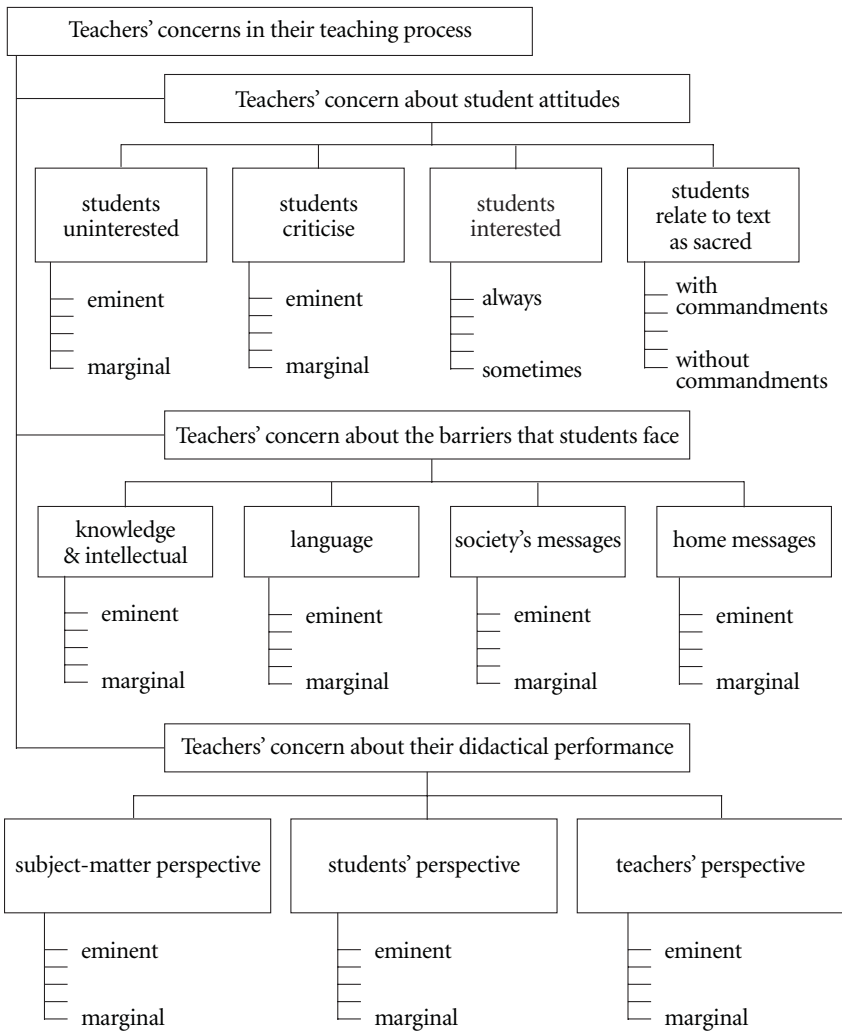 Teachers’ concerns in their teaching process
Teachers’ concern about student attitudes
students
uninterested
eminent
marginal
students
criticise
eminent
marginal
students
interested
always
sometimes
students
relate to text
as sacred
with
commandments
without
commandments
Teachers’ concern about the barriers that students face
knowledge
& intellectual
eminent
marginal
language
eminent
marginal
society’s messages
eminent
marginal
home messages
eminent
marginal
Teachers’ concern about their didactical performance
subject-matter perspective
eminent
marginal
students’ perspective
eminent
marginal
teachers’ perspective
eminent
marginal